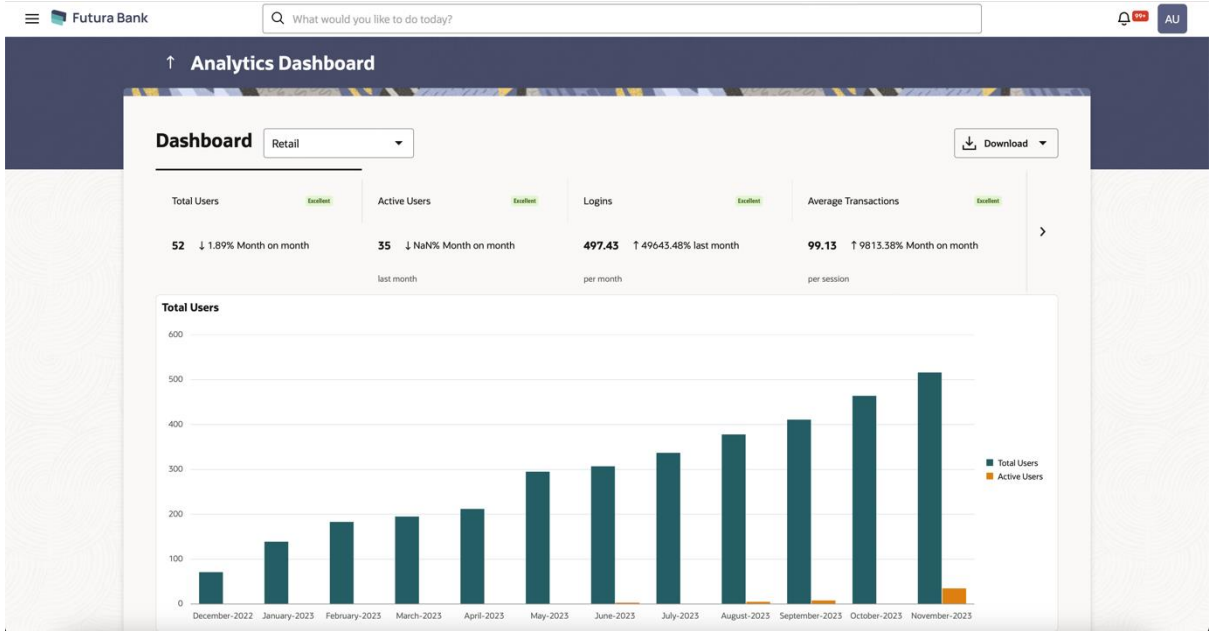 Futura Bank
What would you like to do today?
99+
AU
↑ Analytics Dashboard
Dashboard
Retail
Download
Total Users
Excellent
Active Users
Excellent
Logins
Excellent
Average Transactions
Excellent
52 ↓ 1.89% Month on month
35 ↓ NaN% Month on month
497.43 ↑ 49643.48% last month
99.13 ↑ 9813.38% Month on month
last month
per month
per session
Total Users
600
500
400
300
200
100
0
Total Users
Active Users
December-2022 January-2023 February-2023 March-2023 April-2023 May-2023 June-2023 July-2023 August-2023 September-2023 October-2023 November-2023